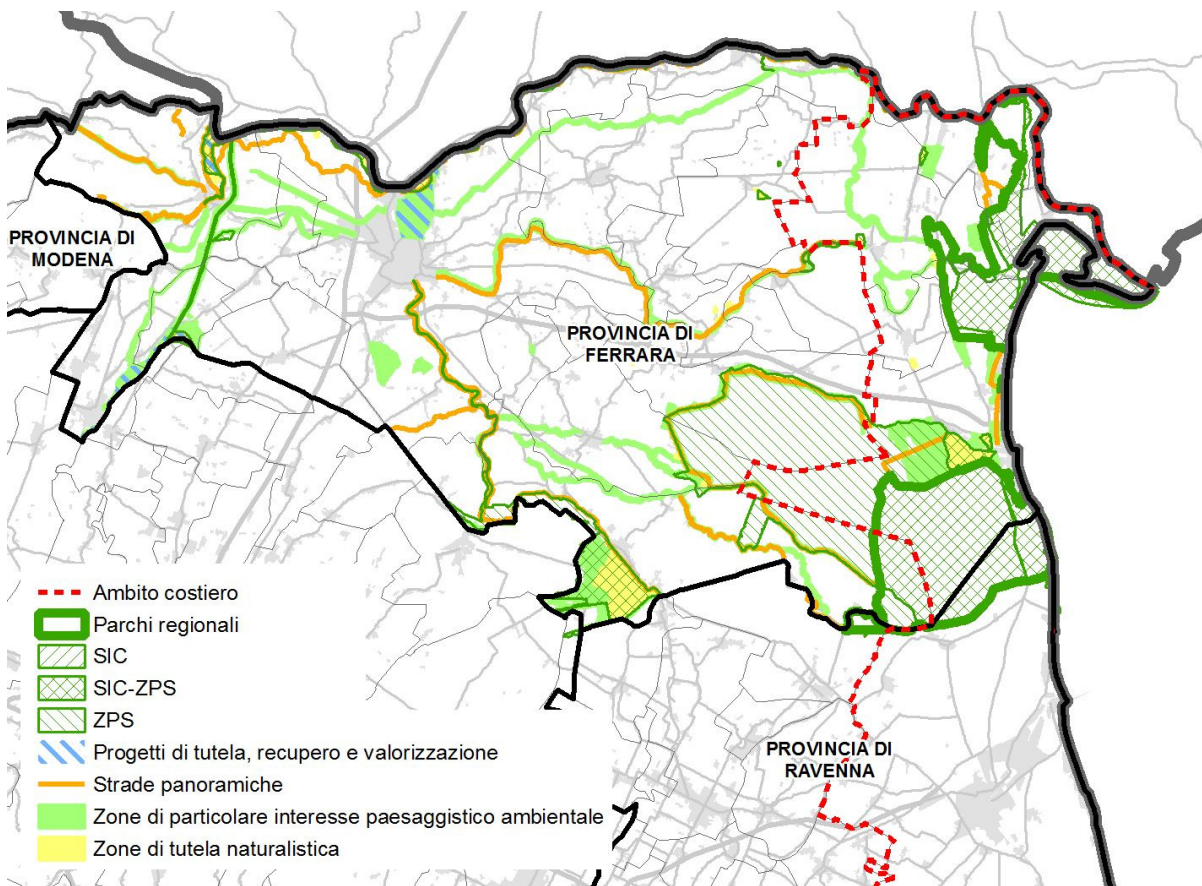 PROVINCIA DI
MODENA
PROVINCIA DI
FERRARA
PROVINCIA DI
RAVENNA
Ambito costiero
Parchi regionali
SIC
SIC-ZPS
ZPS
Progetti di tutela, recupero e valorizzazione
Strade panoramiche
Zone di particolare interesse paesaggistico ambientale
Zone di tutela naturalistica